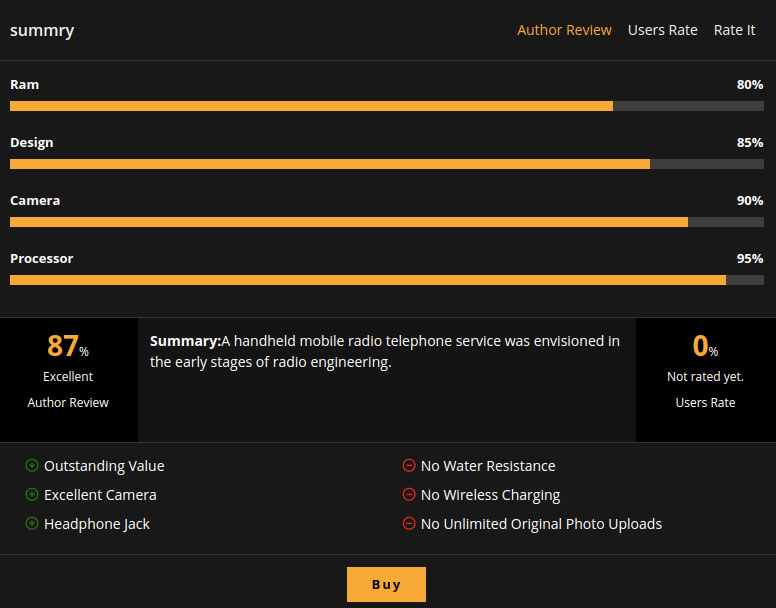 summry
Author Review Users Rate Rate It
Ram 80%
Design 85%
Camera 90%
Processor 95%
87%
Excellent
Author Review
Summary:A handheld mobile radio telephone service was envisioned in
the early stages of radio engineering.
0%
Not rated yet.
Users Rate
Outstanding Value
Excellent Camera
Headphone Jack
No Water Resistance
No Wireless Charging
No Unlimited Original Photo Uploads
Buy